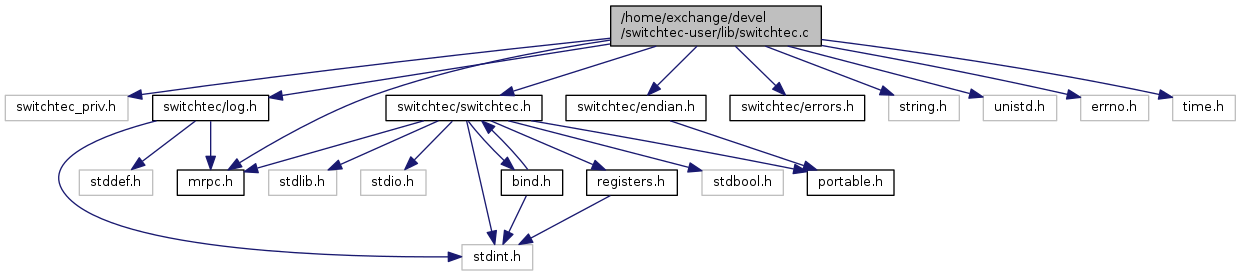 /home/exchange/devel
/switchtec-user/lib/switchtec.c
switchtec_priv.h
switchtec/log.h
switchtec/switchtec.h
switchtec/endian.h
switchtec/errors.h
string.h
unistd.h
errno.h
time.h
stddef.h
mrpc.h
stdlib.h
stdio.h
bind.h
registers.h
stdbool.h
portable.h
stdint.h